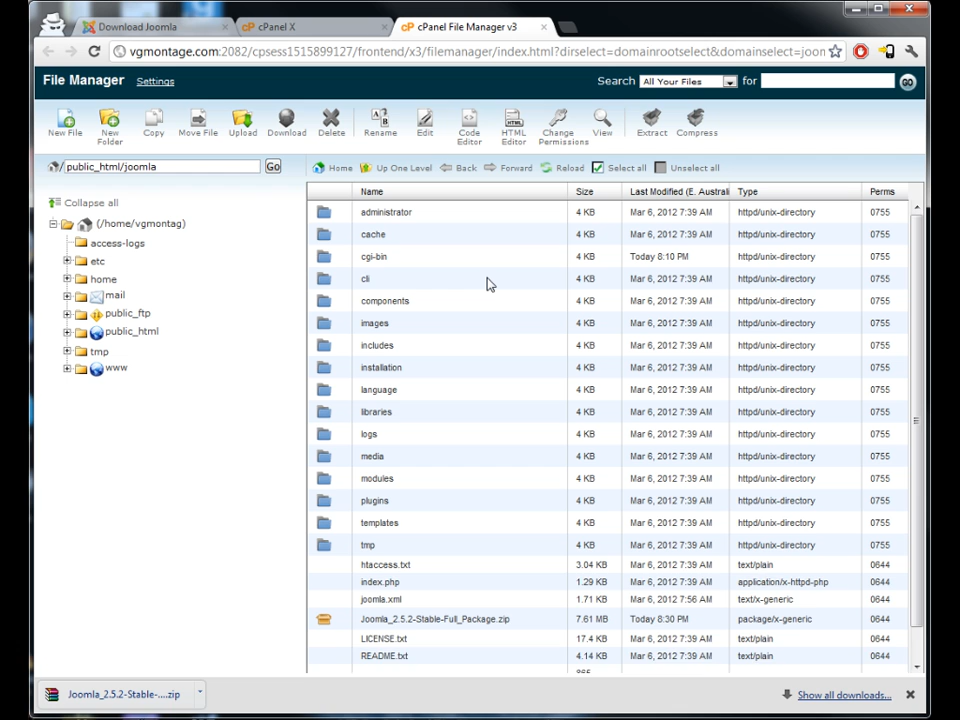 Download Joomla
cPanel X
cPanel File Manager v3
vgmontage.com:2082/cpsess1515899127/frontend/x3/filemanager/index.html?dirselect=domainrootselect&domainselect=joom
File Manager
Settings
Search
All Your Files
for
GO
New File
New Folder
Copy
Move File
Upload
Download
Delete
Rename
Edit
Code Editor
HTML Editor
Change Permissions
View
Extract
Compress
/ public_html/joomla
Go
Home
Up One Level
Back
Forward
Reload
Select all
Unselect all
Collapse all
(/home/vgmontag)
access-logs
etc
home
mail
public_ftp
public_html
tmp
www
Name Size Last Modified (E. Australi Type Perms
administrator 4 KB Mar 6, 2012 7:39 AM httpd/unix-directory 0755
cache 4 KB Mar 6, 2012 7:39 AM httpd/unix-directory 0755
cgi-bin 4 KB Today 8:10 PM httpd/unix-directory 0755
cli 4 KB Mar 6, 2012 7:39 AM httpd/unix-directory 0755
components 4 KB Mar 6, 2012 7:39 AM httpd/unix-directory 0755
images 4 KB Mar 6, 2012 7:39 AM httpd/unix-directory 0755
includes 4 KB Mar 6, 2012 7:39 AM httpd/unix-directory 0755
installation 4 KB Mar 6, 2012 7:39 AM httpd/unix-directory 0755
language 4 KB Mar 6, 2012 7:39 AM httpd/unix-directory 0755
libraries 4 KB Mar 6, 2012 7:39 AM httpd/unix-directory 0755
logs 4 KB Mar 6, 2012 7:39 AM httpd/unix-directory 0755
media 4 KB Mar 6, 2012 7:39 AM httpd/unix-directory 0755
modules 4 KB Mar 6, 2012 7:39 AM httpd/unix-directory 0755
plugins 4 KB Mar 6, 2012 7:39 AM httpd/unix-directory 0755
templates 4 KB Mar 6, 2012 7:39 AM httpd/unix-directory 0755
tmp 4 KB Mar 6, 2012 7:39 AM httpd/unix-directory 0755
htaccess.txt 3.04 KB Mar 6, 2012 7:39 AM text/plain 0644
index.php 1.29 KB Mar 6, 2012 7:39 AM application/x-httpd-php 0644
joomla.xml 1.71 KB Mar 6, 2012 7:56 AM text/x-generic 0644
Joomla_2.5.2-Stable-Full_Package.zip 7.61 MB Today 8:30 PM package/x-generic 0644
LICENSE.txt 17.4 KB Mar 6, 2012 7:39 AM text/plain 0644
README.txt 4.14 KB Mar 6, 2012 7:39 AM text/plain 0644
Joomla_2.5.2-Stable-....zip
Show all downloads...